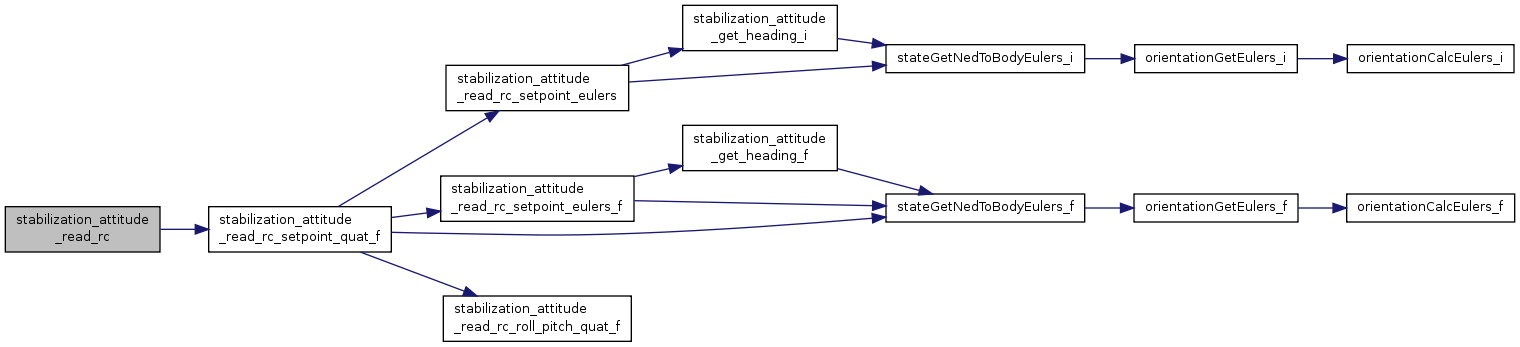 stabilization_attitude
_read_rc
stabilization_attitude
_read_rc_setpoint_quat_f
stabilization_attitude
_read_rc_setpoint_eulers
stabilization_attitude
_get_heading_i
stateGetNedToBodyEulers_i
orientationGetEulers_i
orientationCalcEulers_i
stabilization_attitude
_read_rc_setpoint_eulers_f
stabilization_attitude
_get_heading_f
stateGetNedToBodyEulers_f
orientationGetEulers_f
orientationCalcEulers_f
stabilization_attitude
_read_rc_roll_pitch_quat_f